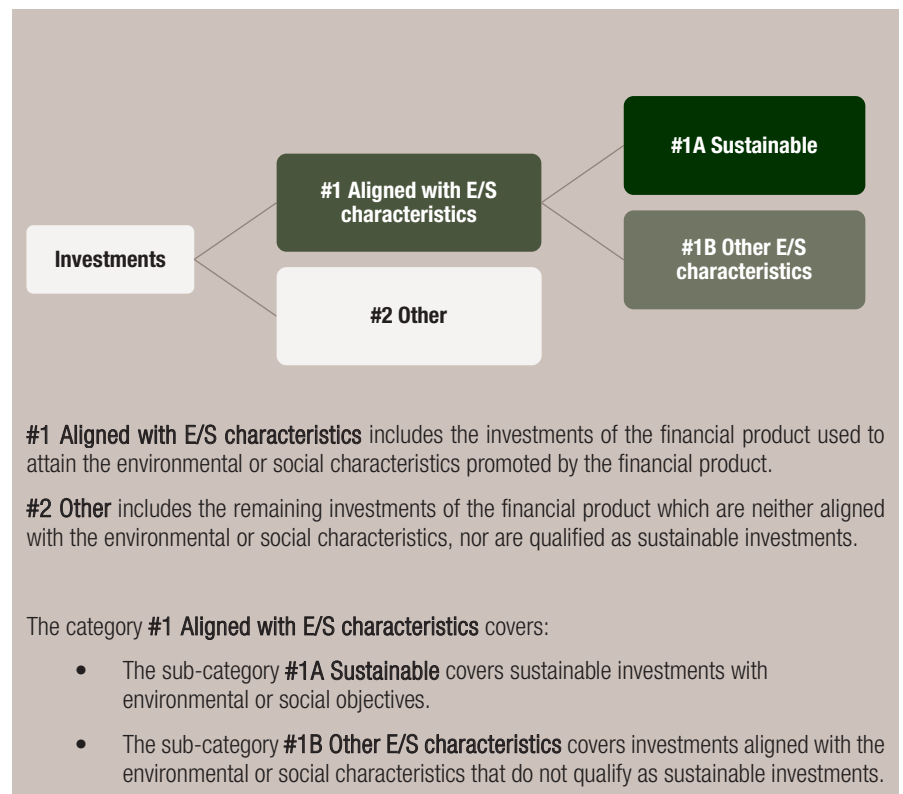 #1A Sustainable
#1 Aligned with E/S
characteristics
#1B Other E/S
characteristics
Investments
#2 Other
#1 Aligned with E/S characteristics includes the investments of the financial product used to
attain the environmental or social characteristics promoted by the financial product.
#2 Other includes the remaining investments of the financial product which are neither aligned
with the environmental or social characteristics, nor are qualified as sustainable investments.
The category #1 Aligned with E/S characteristics covers:
• The sub-category #1A Sustainable covers sustainable investments with
environmental or social objectives.
• The sub-category #1B Other E/S characteristics covers investments aligned with the
environmental or social characteristics that do not qualify as sustainable investments.